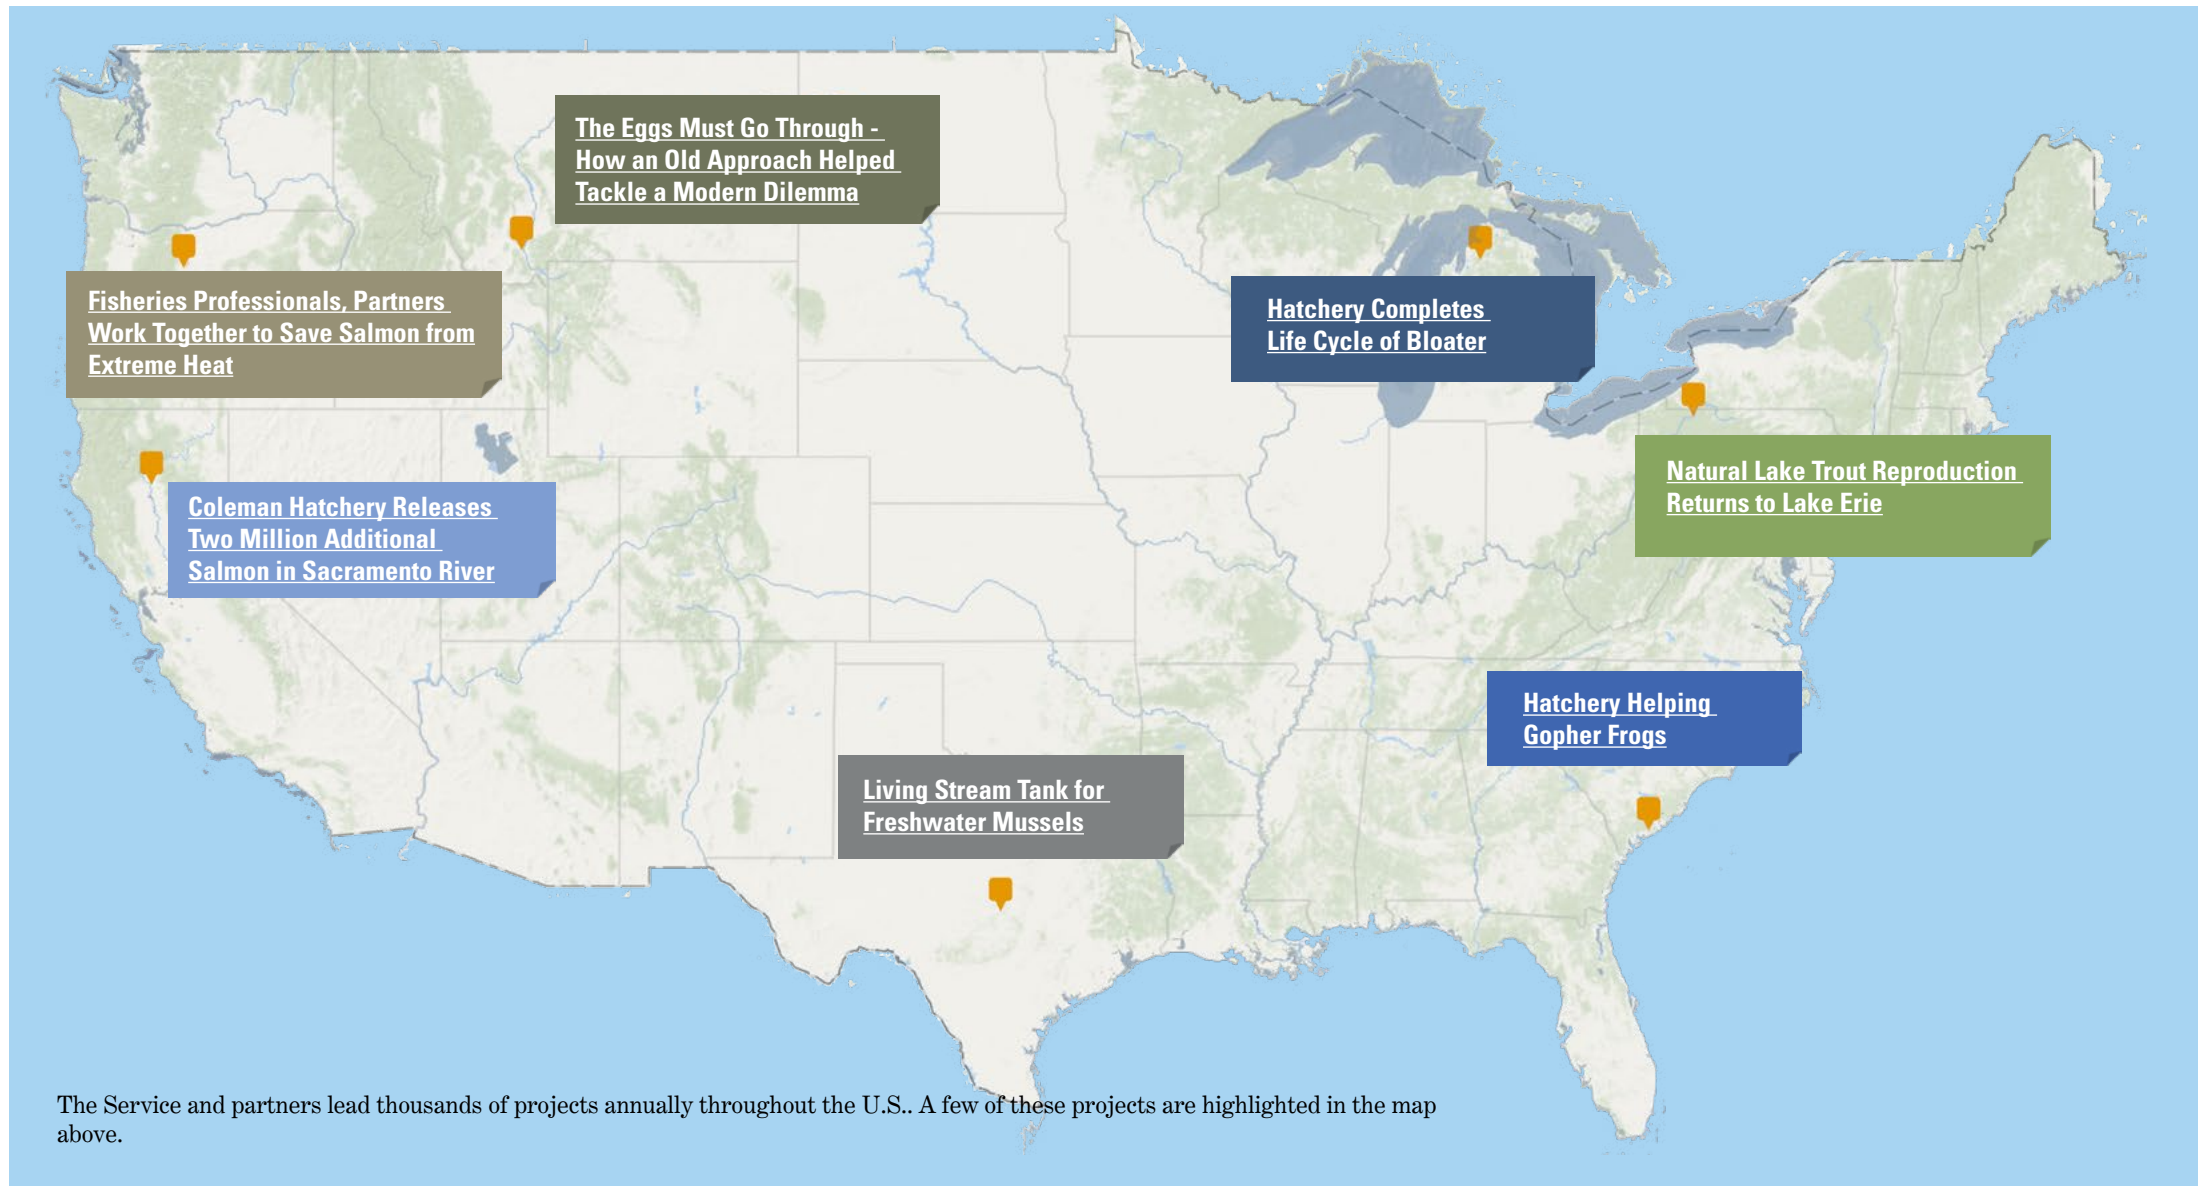 The Eggs Must Go Through -
How an Old Approach Helped
Tackle a Modern Dilemma
Fisheries Professionals, Partners
Work Together to Save Salmon from
Extreme Heat
Hatchery Completes
Life Cycle of Bloater
Natural Lake Trout Reproduction
Returns to Lake Erie
Coleman Hatchery Releases
Two Million Additional
Salmon in Sacramento River
Hatchery Helping
Gopher Frogs
Living Stream Tank for
Freshwater Mussels
The Service and partners lead thousands of projects annually throughout the U.S.. A few of these projects are highlighted in the map
above.